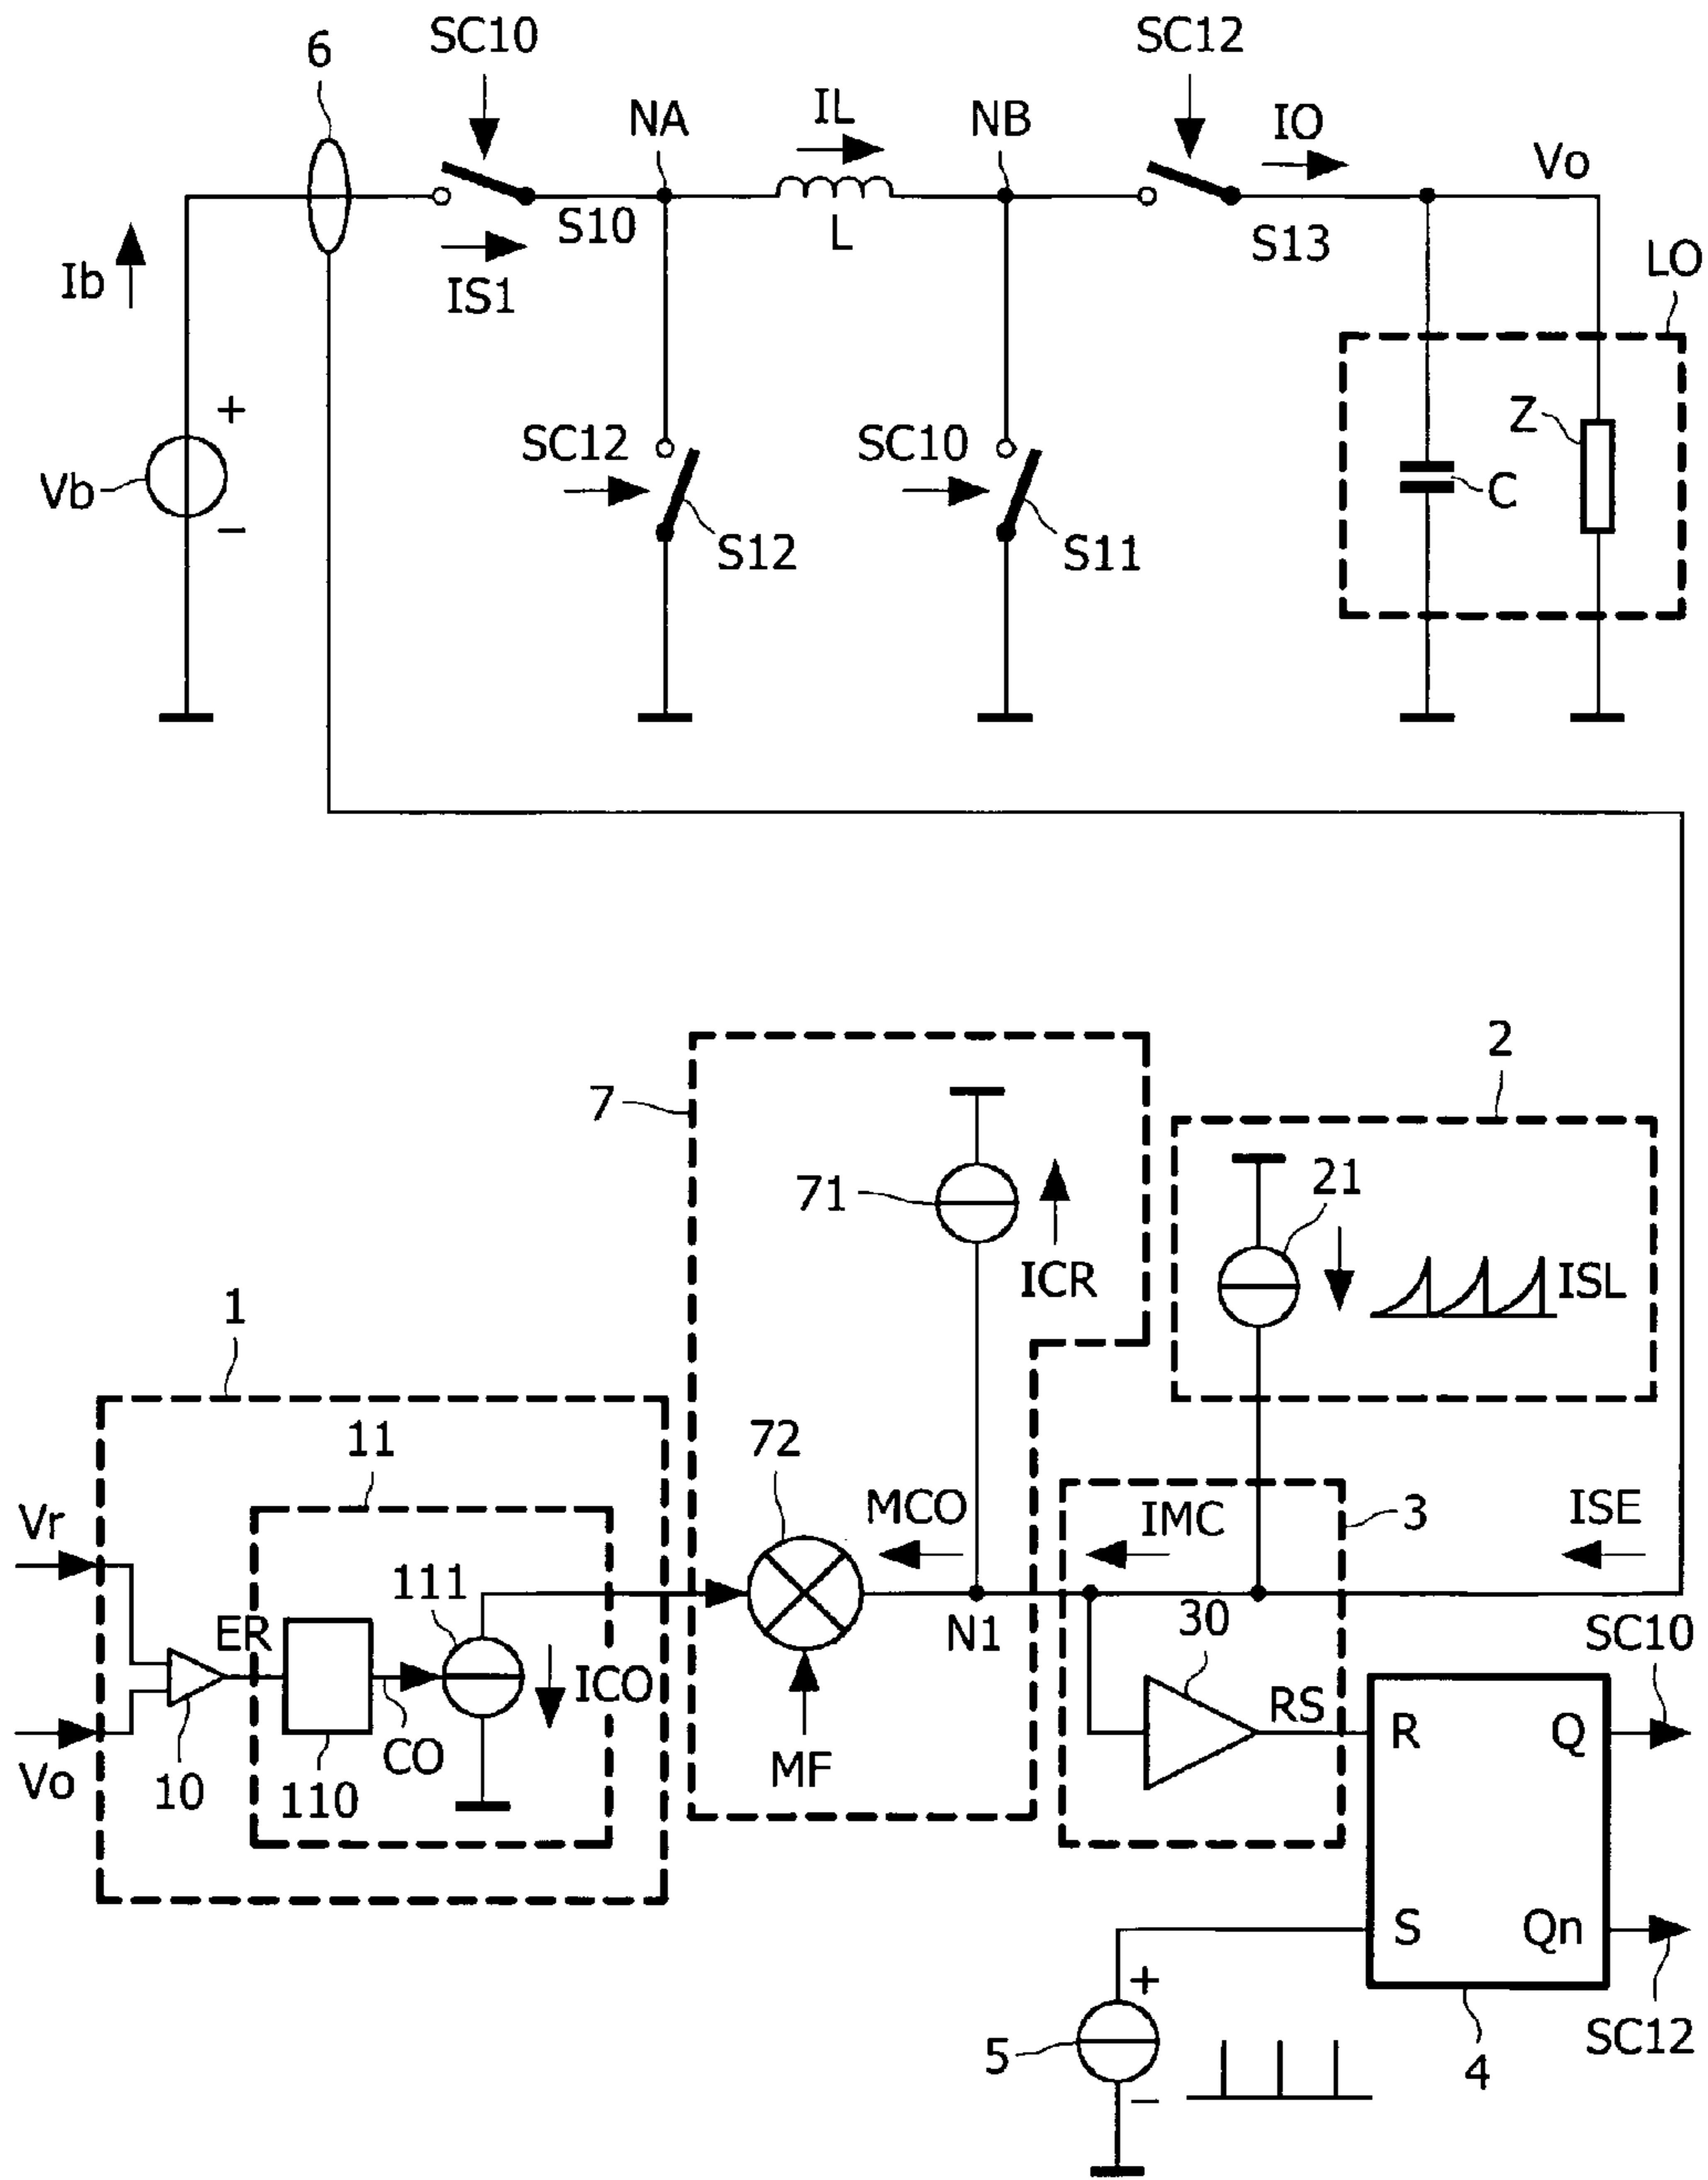 SC10
SC12
6
NA
IL
NB
IO
Vo
S10
L
S13
LO
Ib
IS1
+
Z
SC12
SC10
Vb
C
−
S12
S11
2
7
21
71
ICR
ISL
1
72
11
MCO
IMC
3
ISE
Vr
111
30
N1
SC10
ER
ICO
RS
R
Q
CO
MF
Vo
10
110
S
Qn
+
5
−
4
SC12